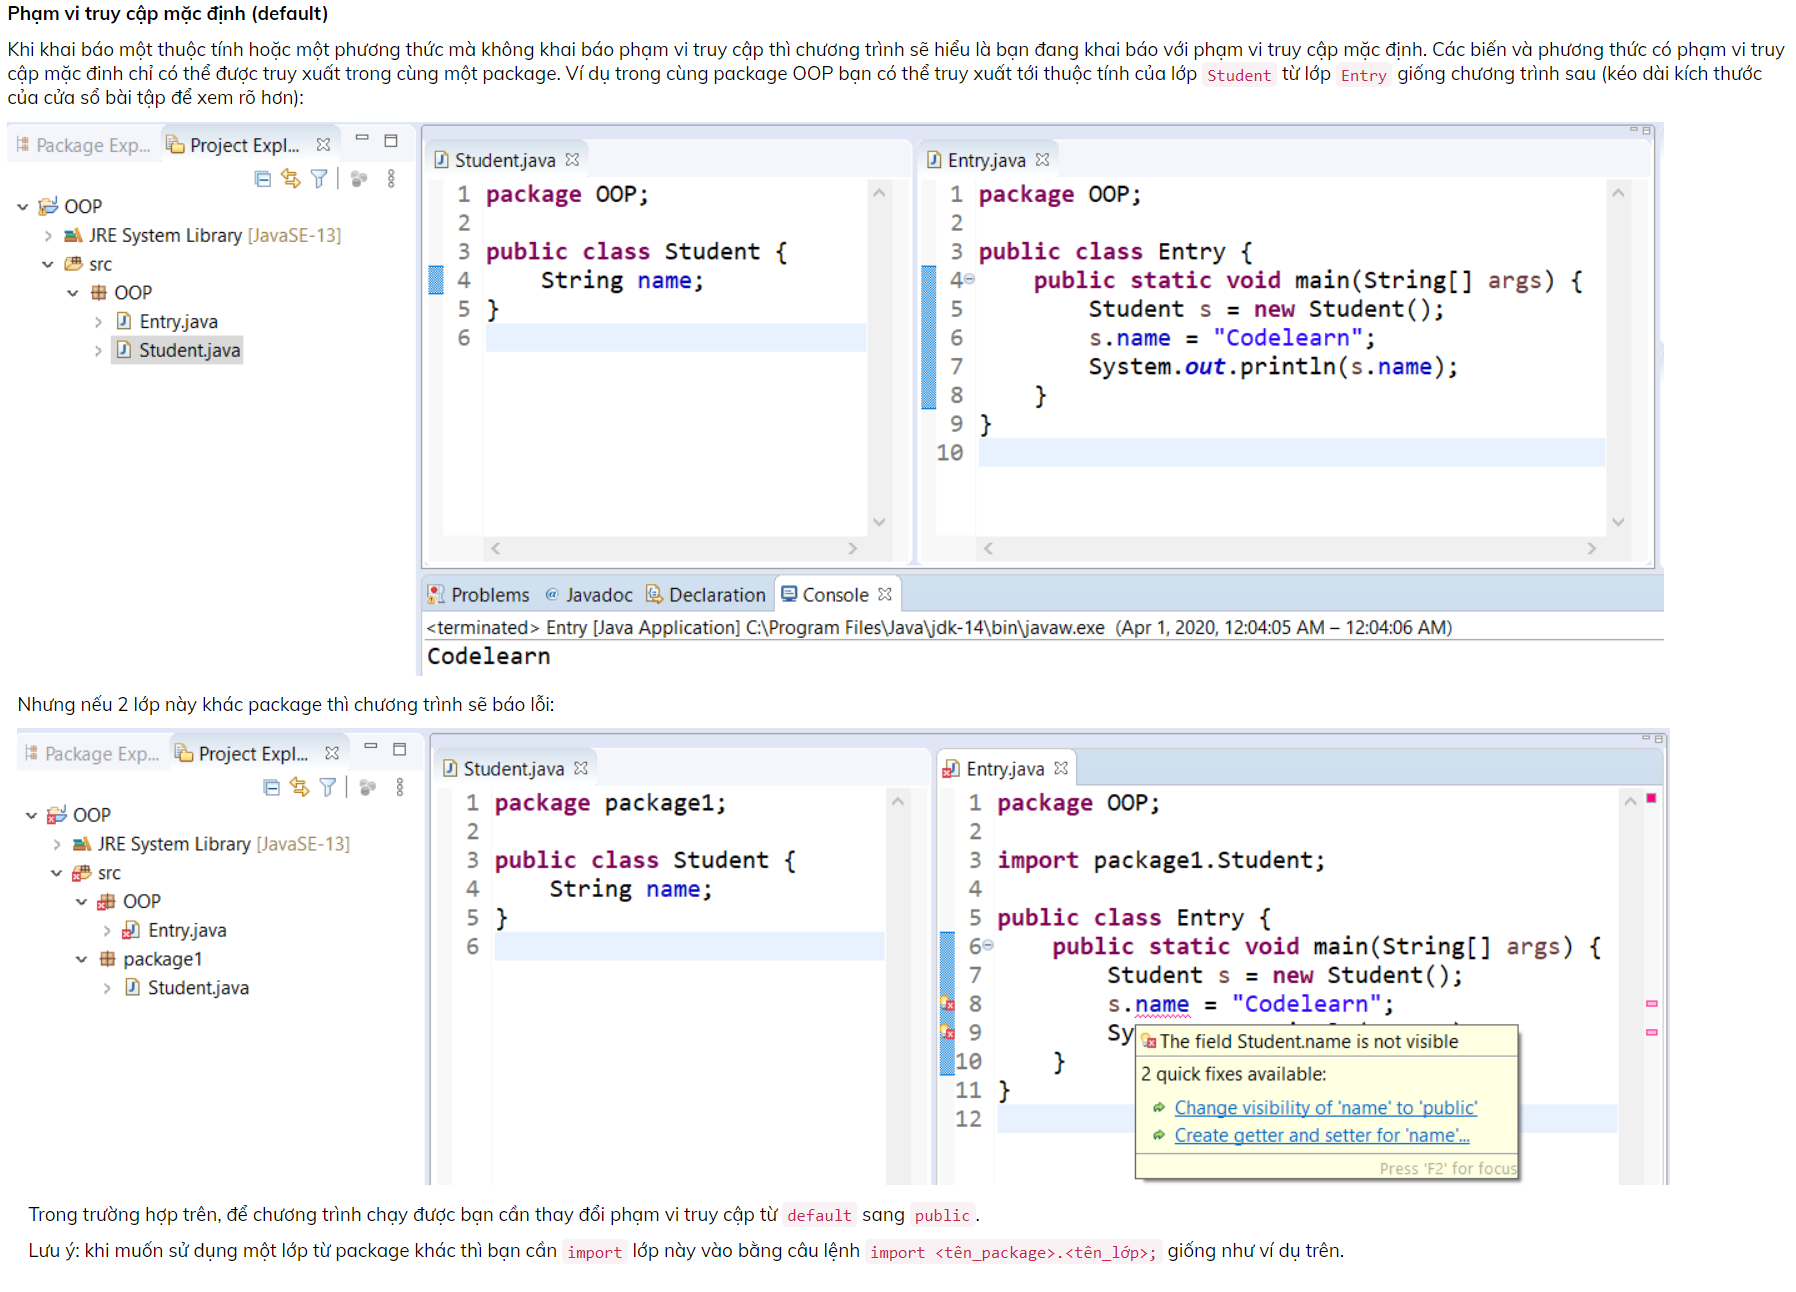 Phạm vi truy cập mặc định (default)
Khi khai báo một thuộc tính hoặc một phương thức mà không khai báo phạm vi truy cập thì chương trình sẽ hiểu là bạn đang khai báo với phạm vi truy cập mặc định. Các biến và phương thức có phạm vi truy
cập mặc đinh chỉ có thể được truy xuất trong cùng một package. Ví dụ trong cùng package OOP bạn có thể truy xuất tới thuộc tính của lớp Student từ lớp Entry giống chương trình sau (kéo dài kích thước
của cửa sổ bài tập để xem rõ hơn):
Package Exp... Project Expl...
OOP
JRE System Library [JavaSE-13]
src
OOP
Entry.java
Student.java
Student.java
1 package OOP;
2
3 public class Student {
4     String name;
5 }
6
Entry.java
1 package OOP;
2
3 public class Entry {
4     public static void main(String[] args) {
5         Student s = new Student();
6         s.name = "Codelearn";
7         System.out.println(s.name);
8     }
9 }
10
Problems @ Javadoc Declaration Console
<terminated> Entry [Java Application] C:\Program Files\Java\jdk-14\bin\javaw.exe (Apr 1, 2020, 12:04:05 AM – 12:04:06 AM)
Codelearn
Nhưng nếu 2 lớp này khác package thì chương trình sẽ báo lỗi:
Package Exp... Project Expl...
OOP
JRE System Library [JavaSE-13]
src
OOP
Entry.java
package1
Student.java
Student.java
1 package package1;
2
3 public class Student {
4     String name;
5 }
6
Entry.java
1 package OOP;
2
3 import package1.Student;
4
5 public class Entry {
6     public static void main(String[] args) {
7         Student s = new Student();
8         s.name = "Codelearn";
9         Sy
10     }
11 }
12
The field Student.name is not visible
2 quick fixes available:
Change visibility of 'name' to 'public'
Create getter and setter for 'name'...
Press 'F2' for focus
Trong trường hợp trên, để chương trình chạy được bạn cần thay đổi phạm vi truy cập từ default sang public.
Lưu ý: khi muốn sử dụng một lớp từ package khác thì bạn cần import lớp này vào bằng câu lệnh import <tên_package>.<tên_lớp>; giống như ví dụ trên.